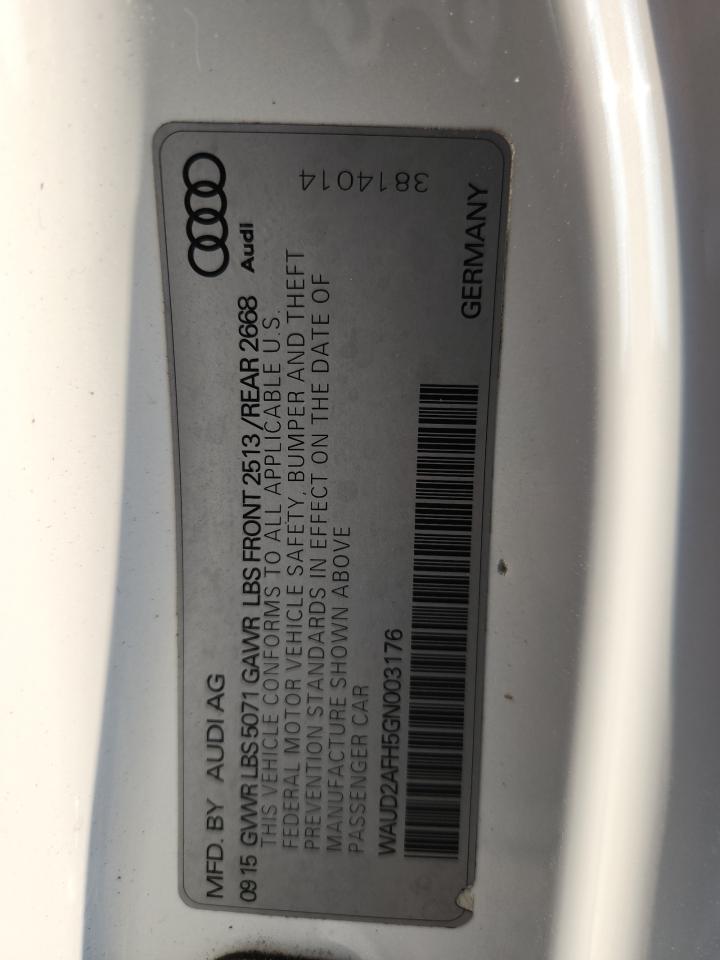 MFD. BY AUDI AG
09 15 GVWR LBS 5071 GAWR LBS FRONT 2513 / REAR 2668
Audi
THIS VEHICLE CONFORMS TO ALL APPLICABLE U.S.
FEDERAL MOTOR VEHICLE SAFETY, BUMPER AND THEFT
PREVENTION STANDARDS IN EFFECT ON THE DATE OF
MANUFACTURE SHOWN ABOVE
PASSENGER CAR
3814014
WAUD2AFH5GN003176
GERMANY